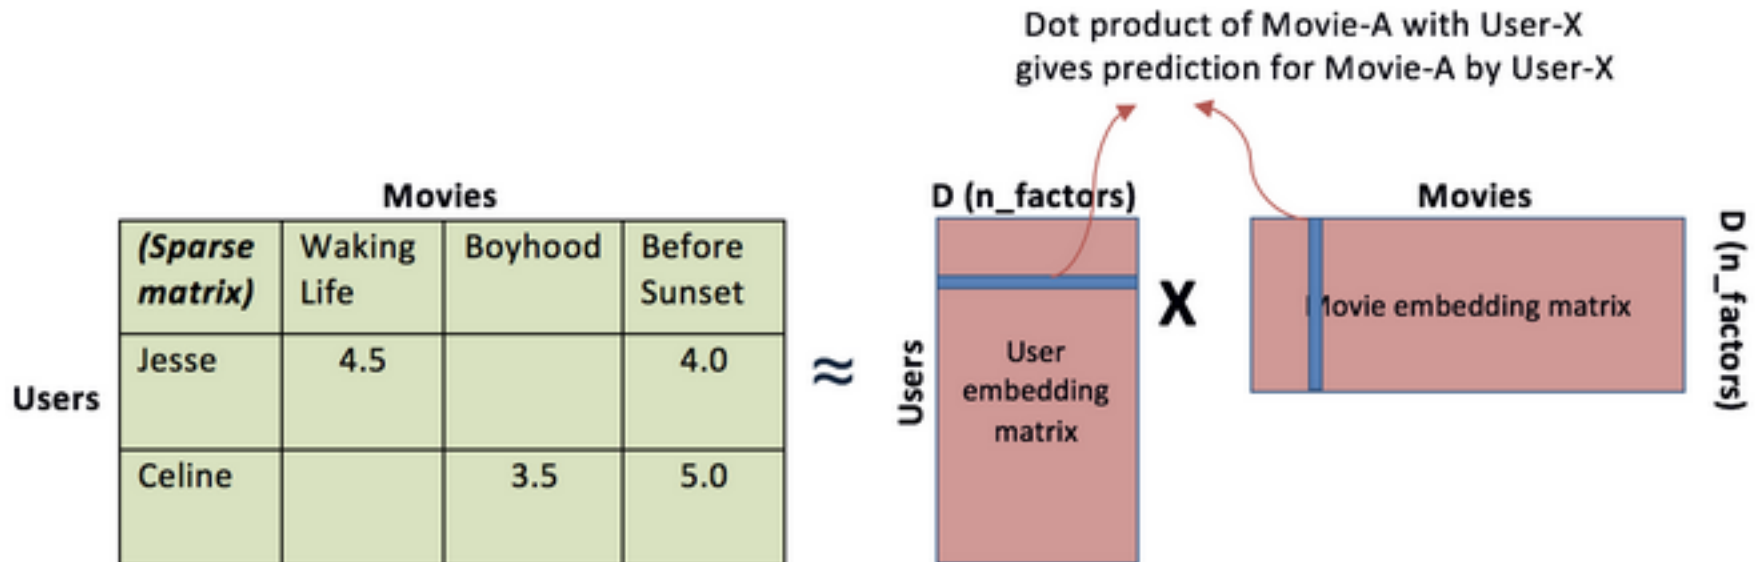 Dot product of Movie-A with User-X
gives prediction for Movie-A by User-X
Movies
(Sparse matrix) Waking Life Boyhood Before Sunset
Users
Jesse 4.5 4.0
Celine 3.5 5.0
≈
D (n_factors)
Users
User
embedding
matrix
X
Movies
Movie embedding matrix
D (n_factors)